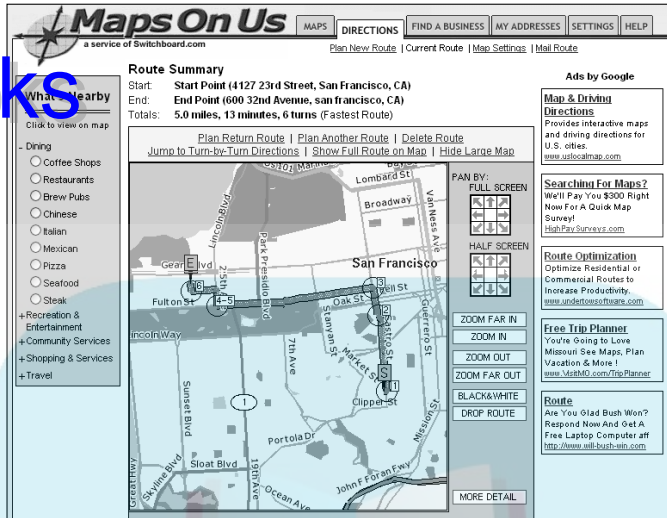 Maps On Us
a service of Switchboard.com
MAPS DIRECTIONS FIND A BUSINESS MY ADDRESSES SETTINGS HELP
Plan New Route | Current Route | Map Settings | Mail Route
ks
What's Nearby
Click to view on map
- Dining
Coffee Shops
Restaurants
Brew Pubs
Chinese
Italian
Mexican
Pizza
Seafood
Steak
+Recreation &
Entertainment
+Community Services
+Shopping & Services
+Travel
Route Summary
Start: Start Point (4127 23rd Street, San Francisco, CA)
End: End Point (600 32nd Avenue, san francisco, CA)
Totals: 5.0 miles, 13 minutes, 6 turns (Fastest Route)
Plan Return Route | Plan Another Route | Delete Route
Jump to Turn-by-Turn Directions | Show Full Route on Map | Hide Large Map
Lombard St
Broadway
Van Ness Ave
Lincoln Blvd
Park Presidio Blvd
San Francisco
E
6
25th
4-5
Fulton St
3
Oak St
2
Stanyan St
Guerrero St
7th Ave
Market St
S
1
Clipper St
Mission St
1
Sunset Blvd
Portola Dr
Sloat Blvd
19th Ave
Great Hwy
Skyline Blvd
Ocean Ave
John F Foran Fwy
PAN BY:
FULL SCREEN
HALF SCREEN
ZOOM FAR IN
ZOOM IN
ZOOM OUT
ZOOM FAR OUT
BLACK&WHITE
DROP ROUTE
MORE DETAIL
Ads by Google
Map & Driving
Directions
Provides interactive maps
and driving directions for
U.S. cities.
www.uslocalmap.com
Searching For Maps?
We'll Pay You $300 Right
Now For A Quick Map
Survey!
HighPaySurveys.com
Route Optimization
Optimize Residential or
Commercial Routes to
Increase Productivity.
www.undertowsoftware.com
Free Trip Planner
You're Going to Love
Missouri See Maps, Plan
Vacation & More !
www.VisitMO.com/TripPlanner
Route
Are You Glad Bush Won?
Respond Now And Get A
Free Laptop Computer aff
http://www.will-bush-win.com